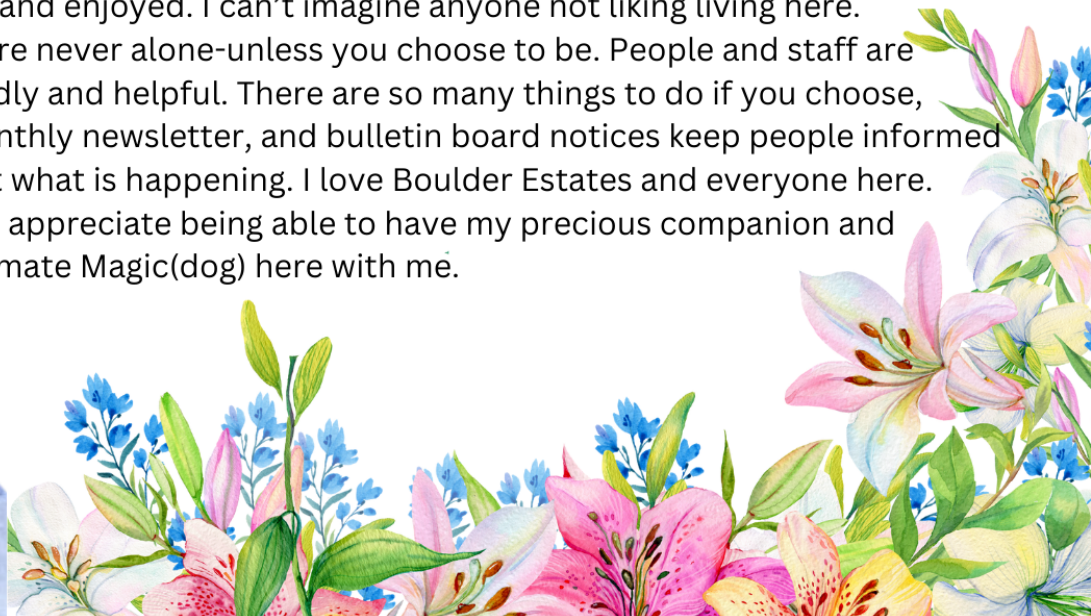 and enjoyed. I can't imagine anyone not liking living here.
re never alone-unless you choose to be. People and staff are
dly and helpful. There are so many things to do if you choose,
nthly newsletter, and bulletin board notices keep people informed
t what is happening. I love Boulder Estates and everyone here.
appreciate being able to have my precious companion and
mate Magic(dog) here with me.